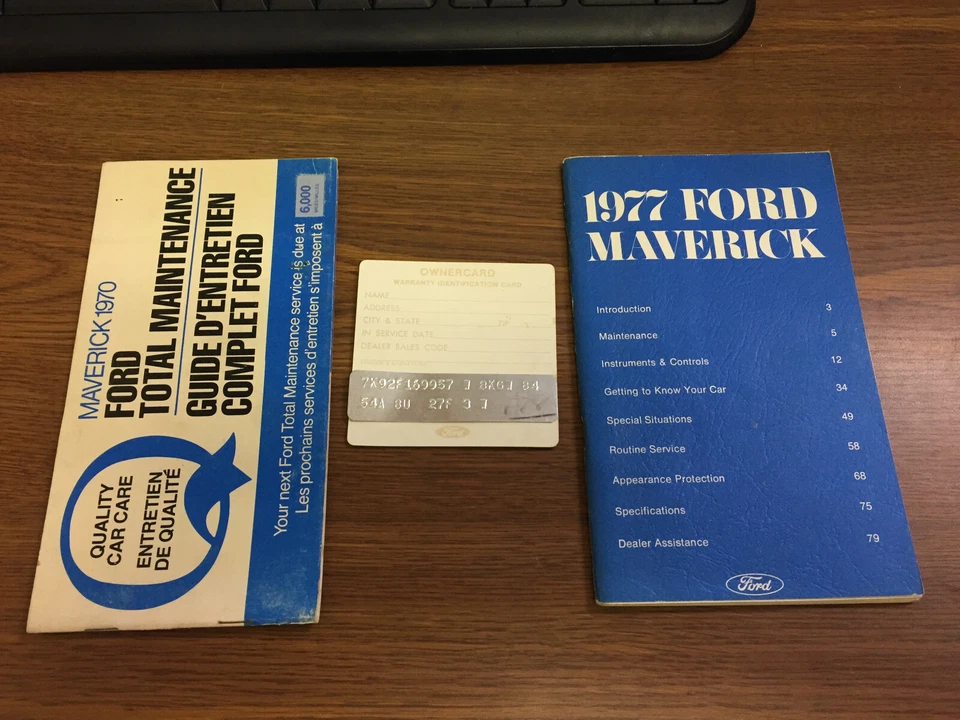 MAVERICK 1970
FORD
TOTAL MAINTENANCE
GUIDE D'ENTRETIEN
COMPLET FORD
QUALITY
CAR CARE
ENTRETIEN
DE QUALITÉ
Your next Ford Total Maintenance service is due at
Les prochains services d'entretien s'imposent à
6,000
OWNERCARD
WARRANTY IDENTIFICATION CARD
NAME
ADDRESS
CITY & STATE
IN SERVICE DATE
DEALER SALES CODE
54A 8U 27F 3
Ford
1977 FORD
MAVERICK
Introduction 3
Maintenance 5
Instruments & Controls 12
Getting to Know Your Car 34
Special Situations 49
Routine Service 58
Appearance Protection 68
Specifications 75
Dealer Assistance 79
Ford